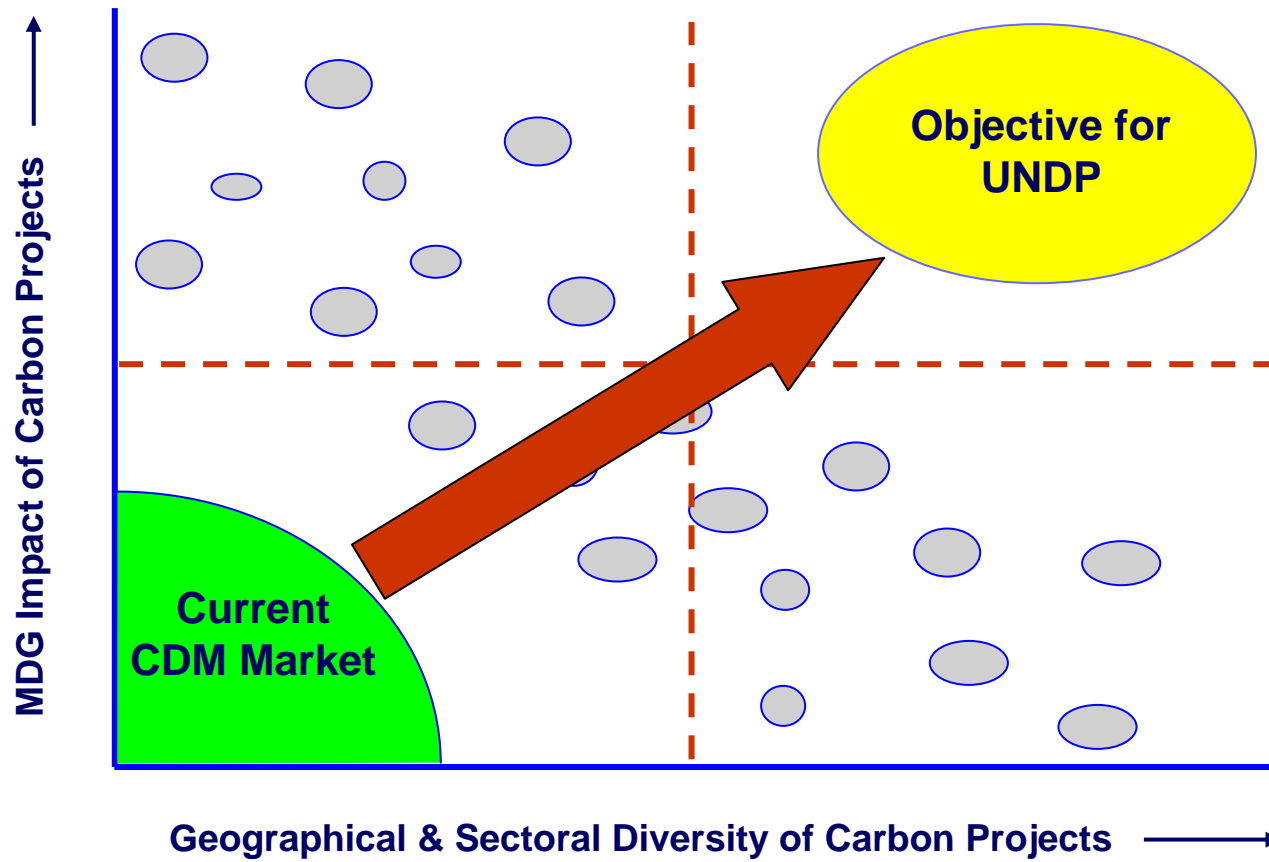 MDG Impact of Carbon Projects
Objective for
UNDP
Current
CDM Market
Geographical & Sectoral Diversity of Carbon Projects